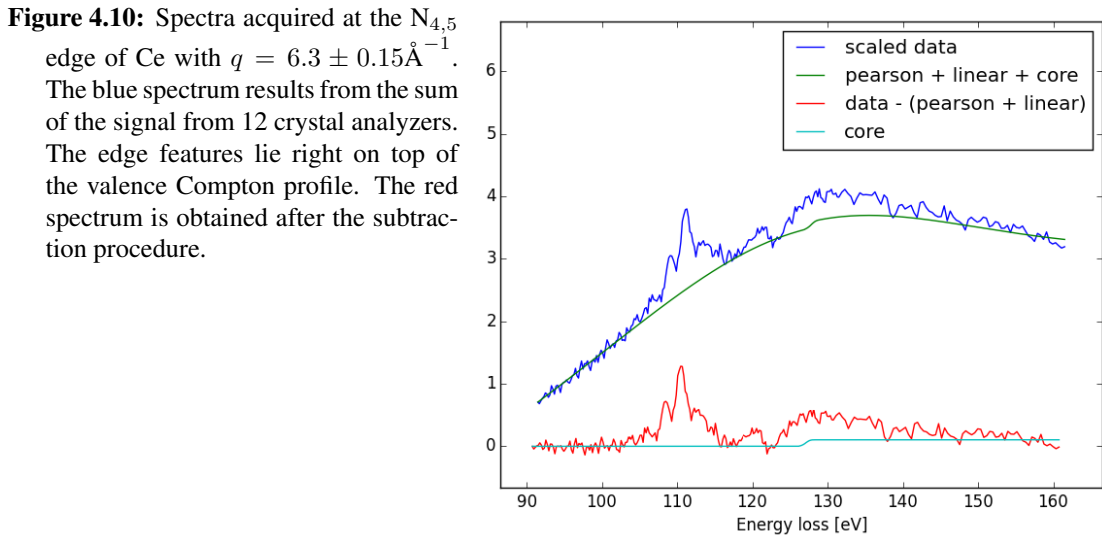 Figure 4.10: Spectra acquired at the N4,5
edge of Ce with q = 6.3 ± 0.15Å−1.
The blue spectrum results from the sum
of the signal from 12 crystal analyzers.
The edge features lie right on top of
the valence Compton profile. The red
spectrum is obtained after the subtrac-
tion procedure.
scaled data
pearson + linear + core
data - (pearson + linear)
core
6
5
4
3
2
1
0
90 100 110 120 130 140 150 160
Energy loss [eV]